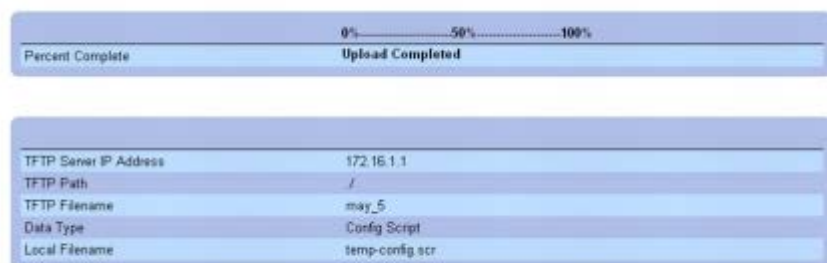 0%-----------------------50%---------------------100%
Percent Complete Upload Completed
TFTP Server IP Address 172.16.1.1
TFTP Path ./
TFTP Filename may_5
Data Type Config Script
Local Filename temp-config.scr